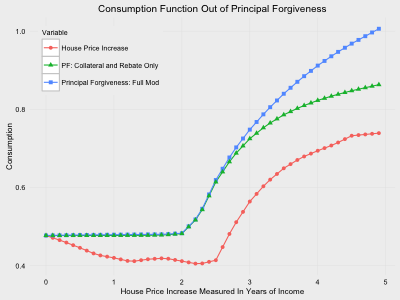 Consumption Function Out of Principal Forgiveness
Variable
House Price Increase
PF: Collateral and Rebate Only
Principal Forgiveness: Full Mod
Consumption
1.0
0.8
0.6
0.4
0 1 2 3 4 5
House Price Increase Measured In Years of Income